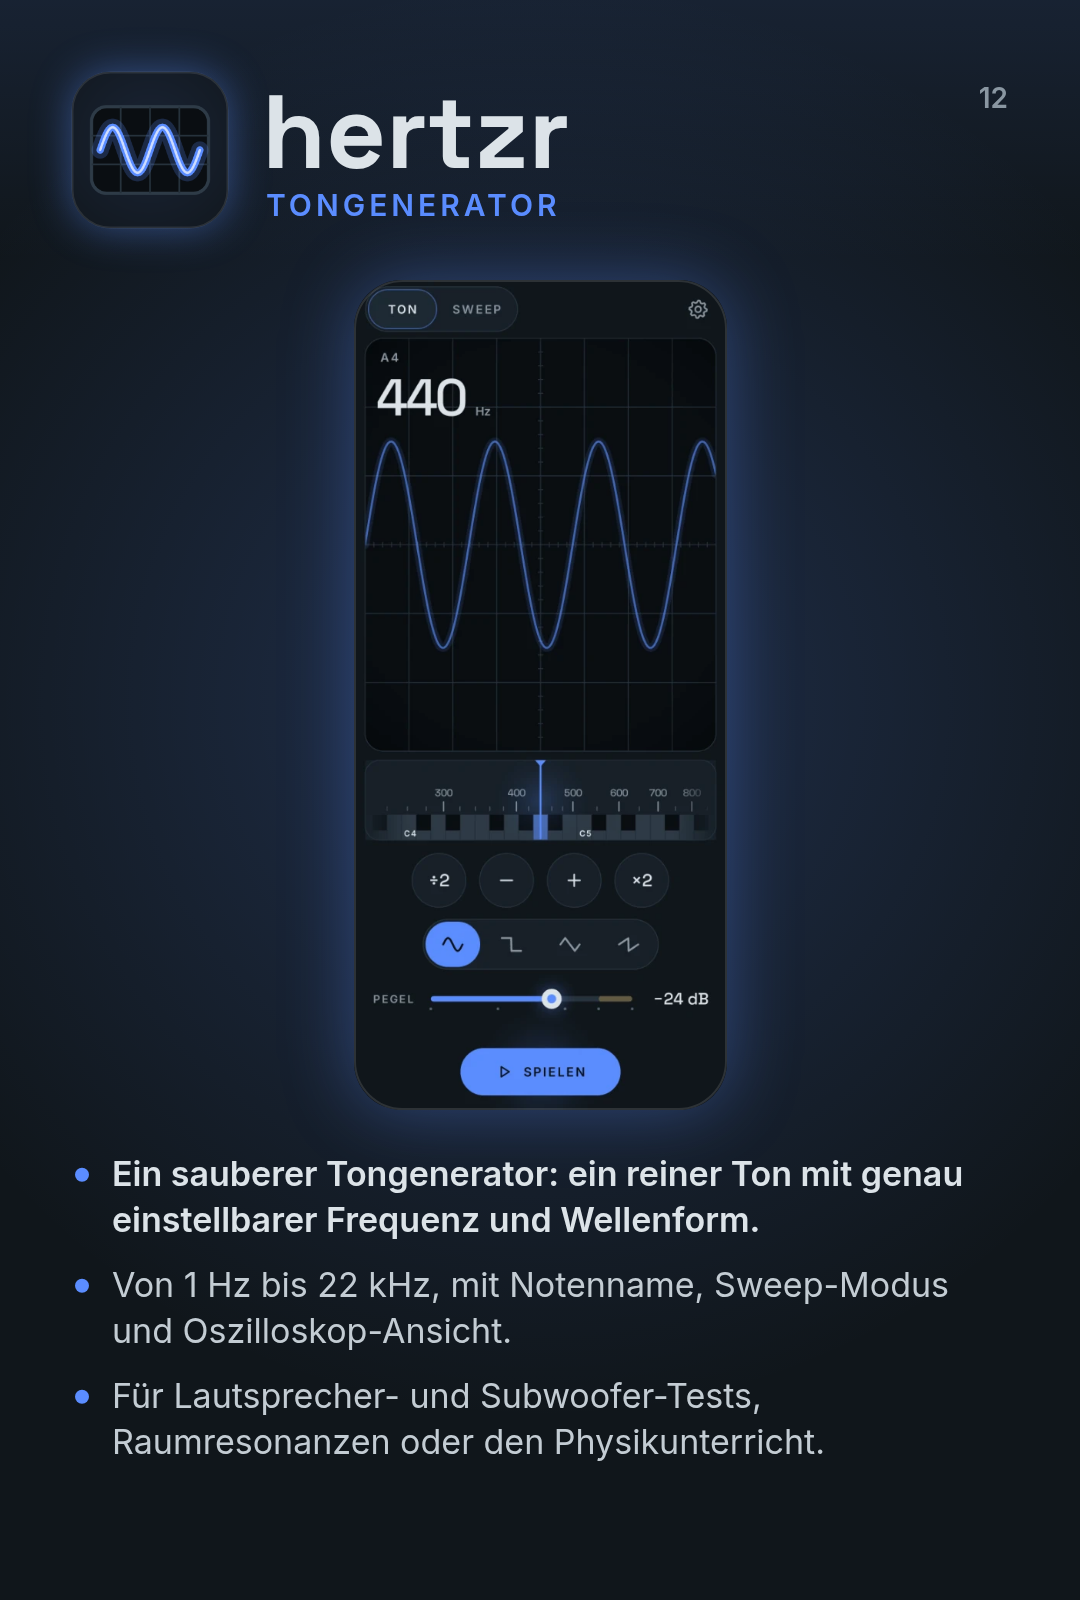 hertzr
12
TONGENERATOR
TON SWEEP
A4
440 Hz
300 400 500 600 700 800
C4 C5
÷2 − + ×2
PEGEL −24 dB
SPIELEN
Ein sauberer Tongenerator: ein reiner Ton mit genau
einstellbarer Frequenz und Wellenform.
Von 1 Hz bis 22 kHz, mit Notenname, Sweep-Modus
und Oszilloskop-Ansicht.
Für Lautsprecher- und Subwoofer-Tests,
Raumresonanzen oder den Physikunterricht.